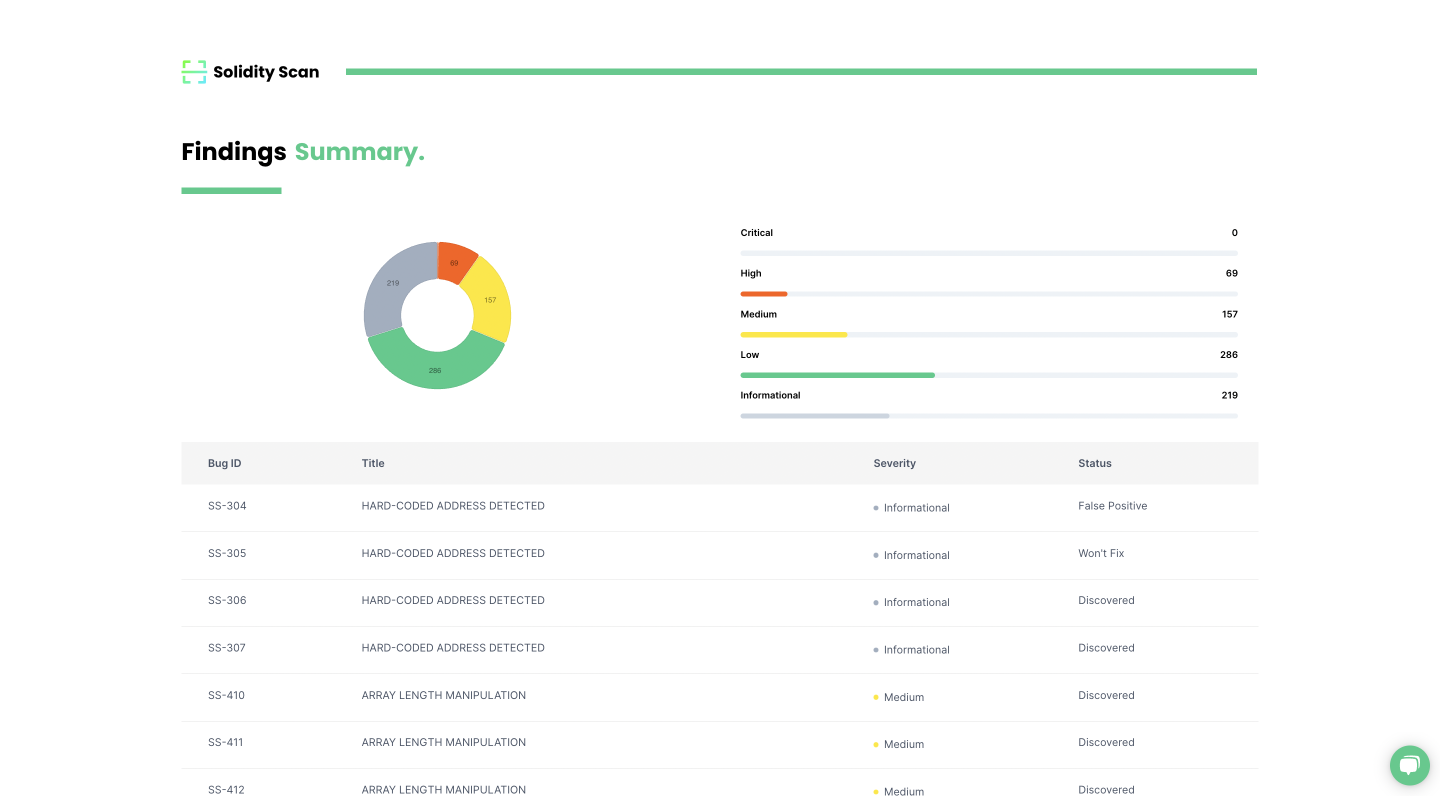 Solidity Scan
Findings Summary.
69
219
157
286
Critical 0
High 69
Medium 157
Low 286
Informational 219
Bug ID Title Severity Status
SS-304 HARD-CODED ADDRESS DETECTED Informational False Positive
SS-305 HARD-CODED ADDRESS DETECTED Informational Won't Fix
SS-306 HARD-CODED ADDRESS DETECTED Informational Discovered
SS-307 HARD-CODED ADDRESS DETECTED Informational Discovered
SS-410 ARRAY LENGTH MANIPULATION Medium Discovered
SS-411 ARRAY LENGTH MANIPULATION Medium Discovered
SS-412 ARRAY LENGTH MANIPULATION Medium Discovered